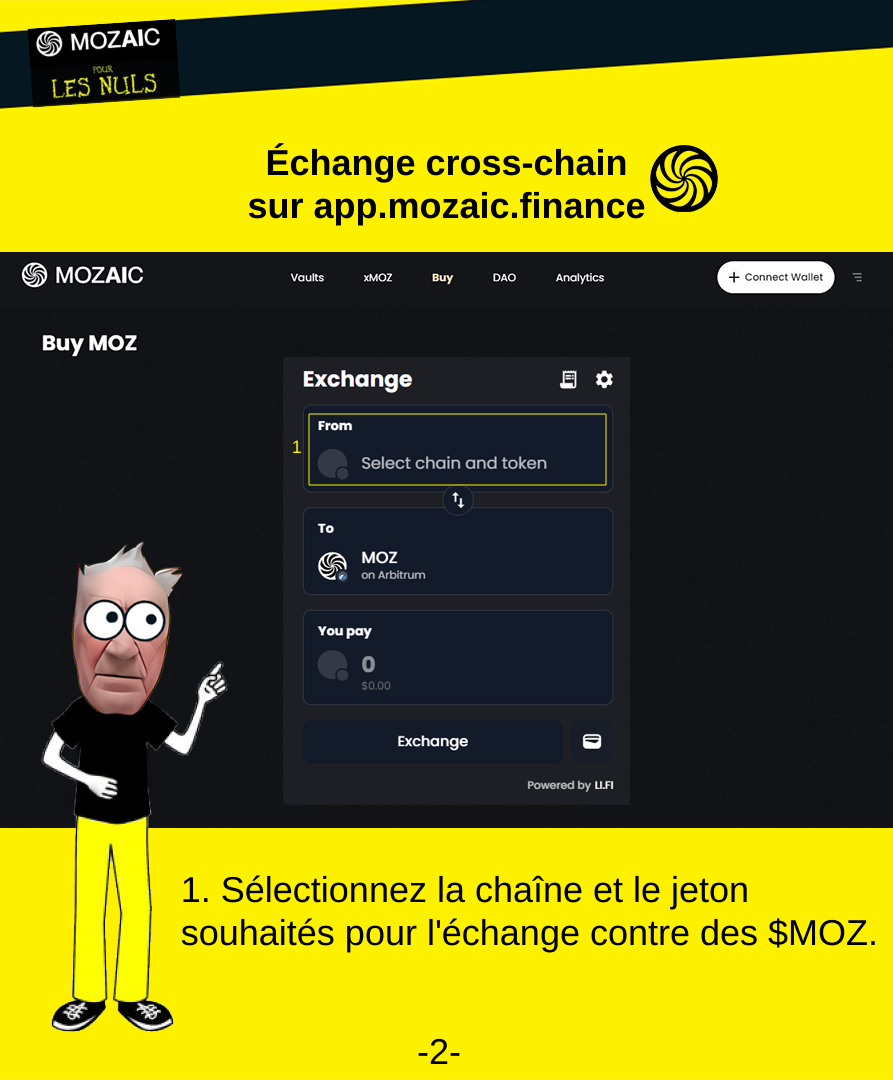 MOZAIC
POUR
LES NULS
Échange cross-chain
sur app.mozaic.finance
MOZAIC
Vaults
xMOZ
Buy
DAO
Analytics
+ Connect Wallet
Buy MOZ
Exchange
1
From
Select chain and token
To
MOZ
on Arbitrum
You pay
0
$0.00
Exchange
Powered by LI.FI
1. Sélectionnez la chaîne et le jeton
souhaités pour l'échange contre des $MOZ.
-2-